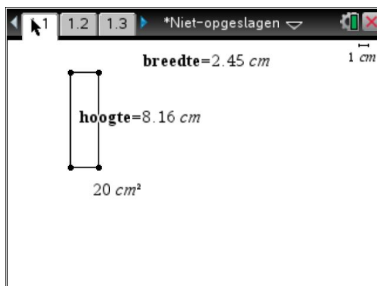 1 1.2 1.3 *Niet-opgeslagen
1 cm
breedte=2.45 cm
hoogte=8.16 cm
20 cm²